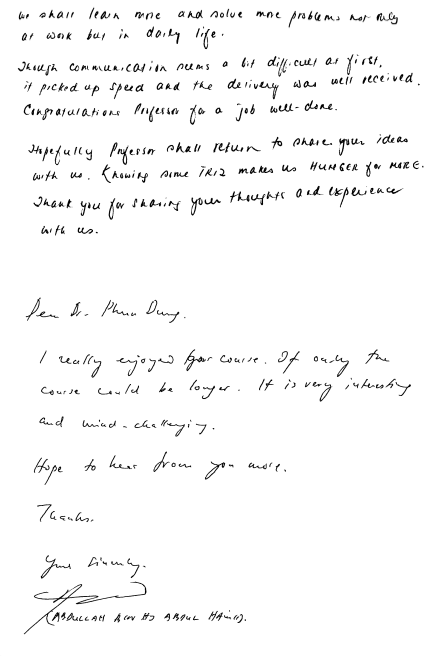 we shall learn more and solve more problems not only
at work but in daily life.
Though communication seems a bit difficult at first,
it picked up speed and the delivery was well received.
Congratulations Professor for a job well-done.
Hopefully Professor shall return to share your ideas
with us. Knowing some TRIZ makes us HUNGER for MORE.
Thank you for sharing your thoughts and experience
with us.
Dear Dr. Phan Dung.
I really enjoyed your course. If only the
course could be longer. It is very interesting
and mind-challenging.
Hope to hear from you more.
Thanks.
Yours Sincerely.
(ABDULLAH BIN HJ ABDUL HAMID).